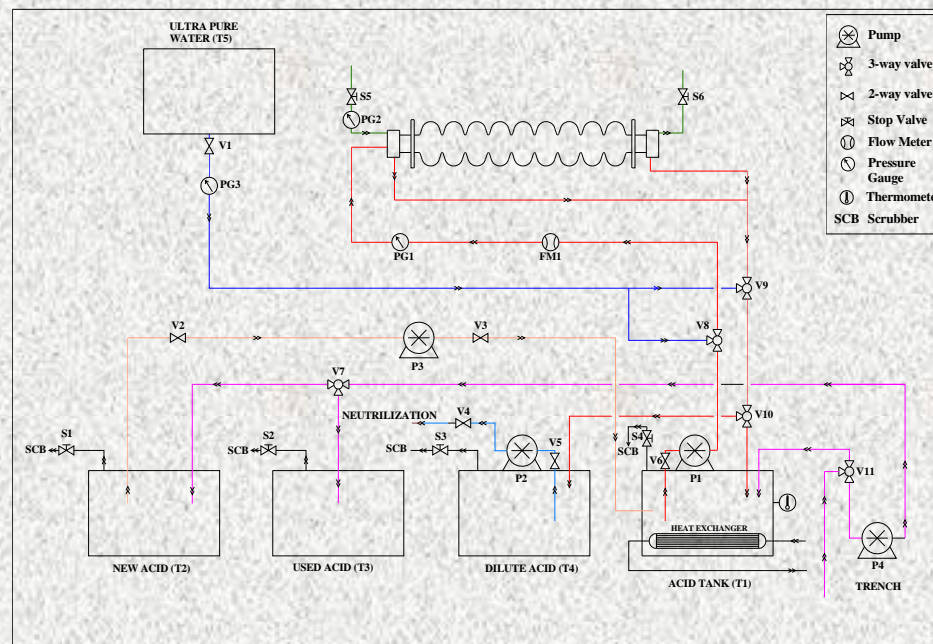 ULTRA PURE
WATER (T5)
V1
PG3
S5
PG2
S6
Pump
3-way valve
2-way valve
Stop Valve
Flow Meter
Pressure
Gauge
Thermomete
SCB Scrubber
PG1
FM1
V9
V8
V2
V3
P3
V7
NEUTRILIZATION
V4
V10
S1
SCB
S2
SCB
S3
SCB
P2
V5
S4
SCB
V6
P1
V11
HEAT EXCHANGER
P4
NEW ACID (T2)
USED ACID (T3)
DILUTE ACID (T4)
ACID TANK (T1)
TRENCH